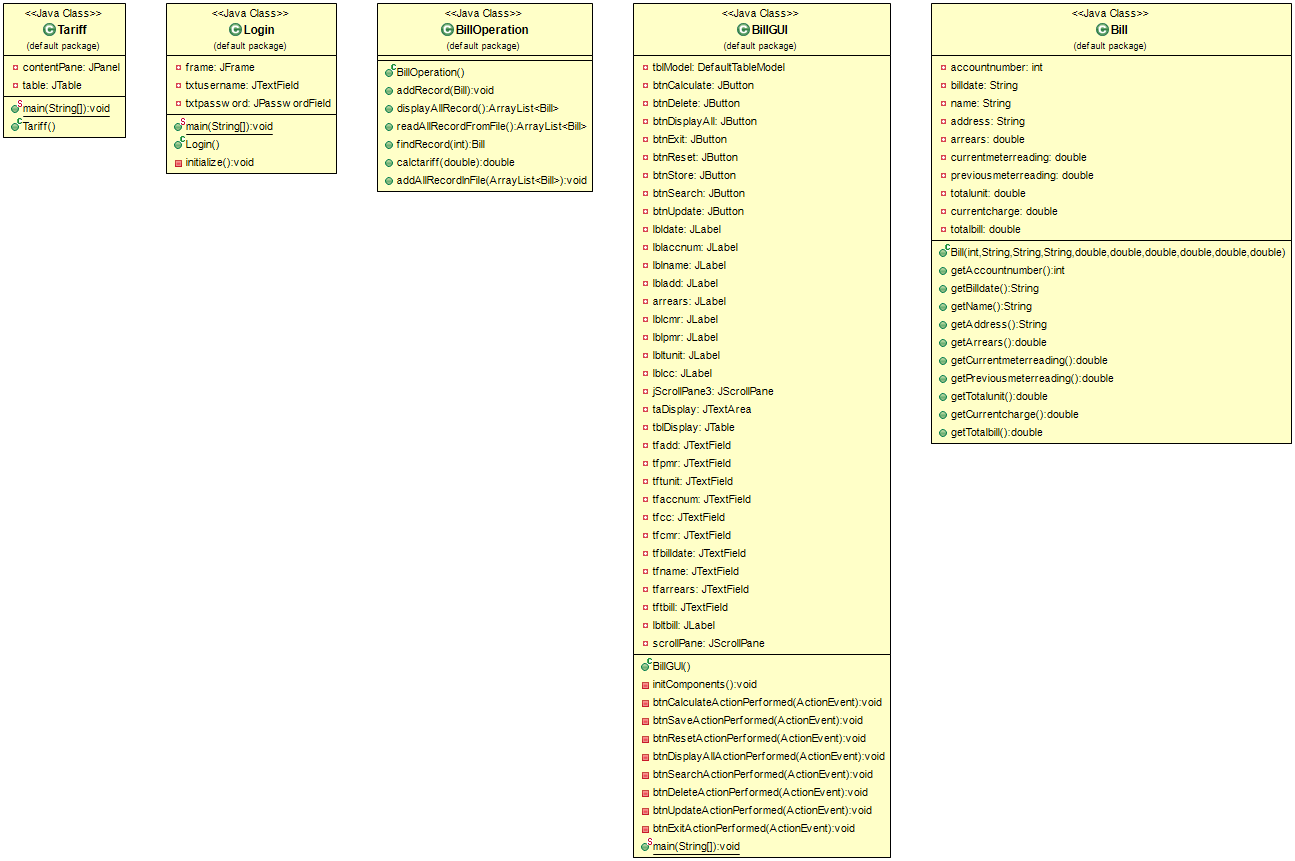 <<Java Class>>
Tariff
(default package)
contentPane: JPanel
table: JTable
main(String[]):void
Tariff()
<<Java Class>>
Login
(default package)
frame: JFrame
txtusername: JTextField
txtpassword: JPasswordField
main(String[]):void
Login()
initialize():void
<<Java Class>>
BillOperation
(default package)
BillOperation()
addRecord(Bill):void
displayAllRecord():ArrayList<Bill>
readAllRecordFromFile():ArrayList<Bill>
findRecord(int):Bill
calctariff(double):double
addAllRecordInFile(ArrayList<Bill>):void
<<Java Class>>
BillGUI
(default package)
tblModel: DefaultTableModel
btnCalculate: JButton
btnDelete: JButton
btnDisplayAll: JButton
btnExit: JButton
btnReset: JButton
btnStore: JButton
btnSearch: JButton
btnUpdate: JButton
lbldate: JLabel
lblaccnum: JLabel
lblname: JLabel
lbladd: JLabel
arrears: JLabel
lblcmr: JLabel
lblpmr: JLabel
lbltunit: JLabel
lblcc: JLabel
jScrollPane3: JScrollPane
taDisplay: JTextArea
tblDisplay: JTable
tfadd: JTextField
tfpmr: JTextField
tftunit: JTextField
tfaccnum: JTextField
tfcc: JTextField
tfcmr: JTextField
tfbilldate: JTextField
tfname: JTextField
tfarrears: JTextField
tftbill: JTextField
lbltbill: JLabel
scrollPane: JScrollPane
BillGUI()
initComponents():void
btnCalculateActionPerformed(ActionEvent):void
btnSaveActionPerformed(ActionEvent):void
btnResetActionPerformed(ActionEvent):void
btnDisplayAllActionPerformed(ActionEvent):void
btnSearchActionPerformed(ActionEvent):void
btnDeleteActionPerformed(ActionEvent):void
btnUpdateActionPerformed(ActionEvent):void
btnExitActionPerformed(ActionEvent):void
main(String[]):void
<<Java Class>>
Bill
(default package)
accountnumber: int
billdate: String
name: String
address: String
arrears: double
currentmeterreading: double
previousmeterreading: double
totalunit: double
currentcharge: double
totalbill: double
Bill(int,String,String,String,double,double,double,double,double,double)
getAccountnumber():int
getBilldate():String
getName():String
getAddress():String
getArrears():double
getCurrentmeterreading():double
getPreviousmeterreading():double
getTotalunit():double
getCurrentcharge():double
getTotalbill():double